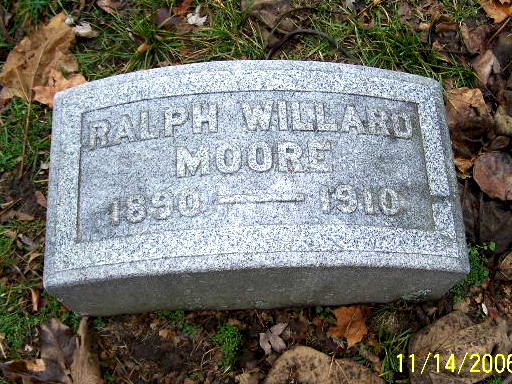 RALPH WILLARD
MOORE
1890 — 1910
11/14/2006